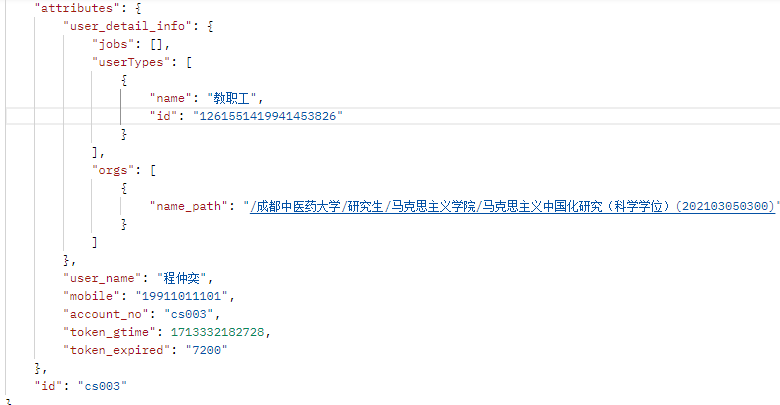 "attributes": {
"user_detail_info": {
"jobs": [],
"userTypes": [
{
"name": "教职工",
"id": "1261551419941453826"
}
],
"orgs": [
{
"name_path": "/成都中医药大学/研究生/马克思主义学院/马克思主义中国化研究（科学学位）(202103050300)"
}
]
},
"user_name": "程仲奕",
"mobile": "19911011101",
"account_no": "cs003",
"token_gtime": 1713332182728,
"token_expired": "7200"
},
"id": "cs003"
}